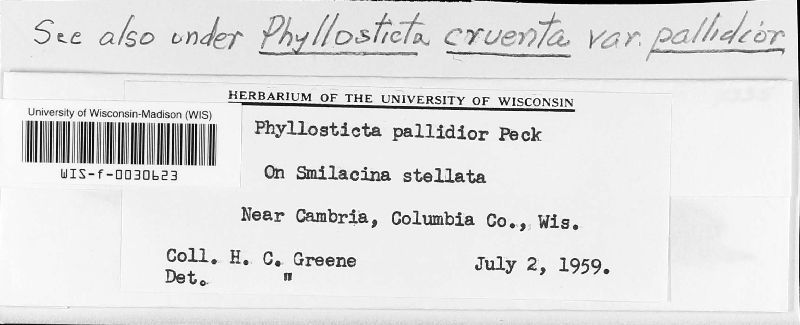 See also under Phyllosticta cruenta var. pallidior
HERBARIUM OF THE UNIVERSITY OF WISCONSIN
University of Wisconsin-Madison (WIS)
WIS-f-0030623
Phyllosticta pallidior Peck
On Smilacina stellata
Near Cambria, Columbia Co., Wis.
Coll. H. C. Greene July 2, 1959.
Det. "